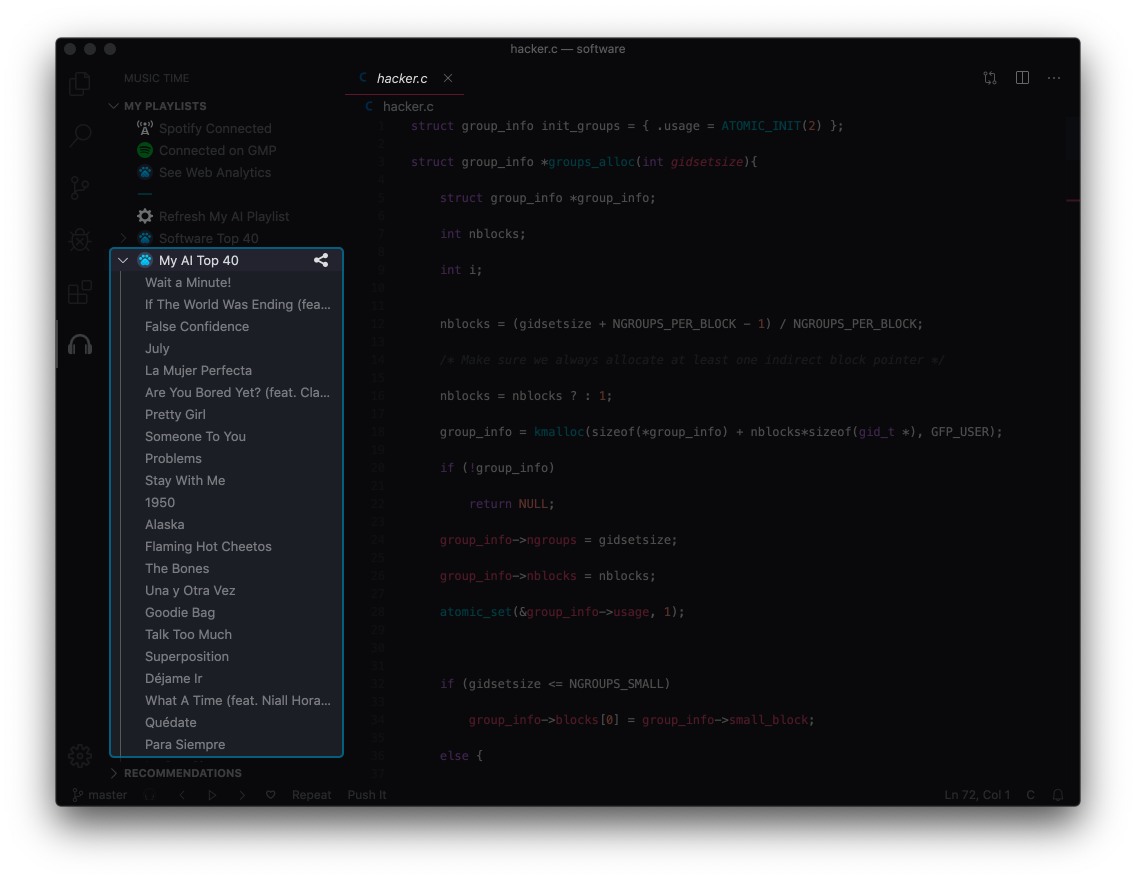 hacker.c — software
MUSIC TIME
MY PLAYLISTS
Spotify Connected
Connected on GMP
See Web Analytics
Refresh My AI Playlist
Software Top 40
My AI Top 40
Wait a Minute!
If The World Was Ending (fea...
False Confidence
July
La Mujer Perfecta
Are You Bored Yet? (feat. Cla...
Pretty Girl
Someone To You
Problems
Stay With Me
1950
Alaska
Flaming Hot Cheetos
The Bones
Una y Otra Vez
Goodie Bag
Talk Too Much
Superposition
Déjame Ir
What A Time (feat. Niall Hora...
Quédate
Para Siempre
RECOMMENDATIONS
C hacker.c
C hacker.c
1 struct group_info init_groups = { .usage = ATOMIC_INIT(2) };
2
3 struct group_info *groups_alloc(int gidsetsize){
4
5 struct group_info *group_info;
6
7 int nblocks;
8
9 int i;
10
11
12 nblocks = (gidsetsize + NGROUPS_PER_BLOCK - 1) / NGROUPS_PER_BLOCK;
13
14 /* Make sure we always allocate at least one indirect block pointer */
15
16 nblocks = nblocks ? : 1;
17
18 group_info = kmalloc(sizeof(*group_info) + nblocks*sizeof(gid_t *), GFP_USER);
19
20 if (!group_info)
21
22 return NULL;
23
24 group_info->ngroups = gidsetsize;
25
26 group_info->nblocks = nblocks;
27
28 atomic_set(&group_info->usage, 1);
29
30
31
32 if (gidsetsize <= NGROUPS_SMALL)
33
34 group_info->blocks[0] = group_info->small_block;
35
36 else {
37
master
Repeat
Push It
Ln 72, Col 1
C